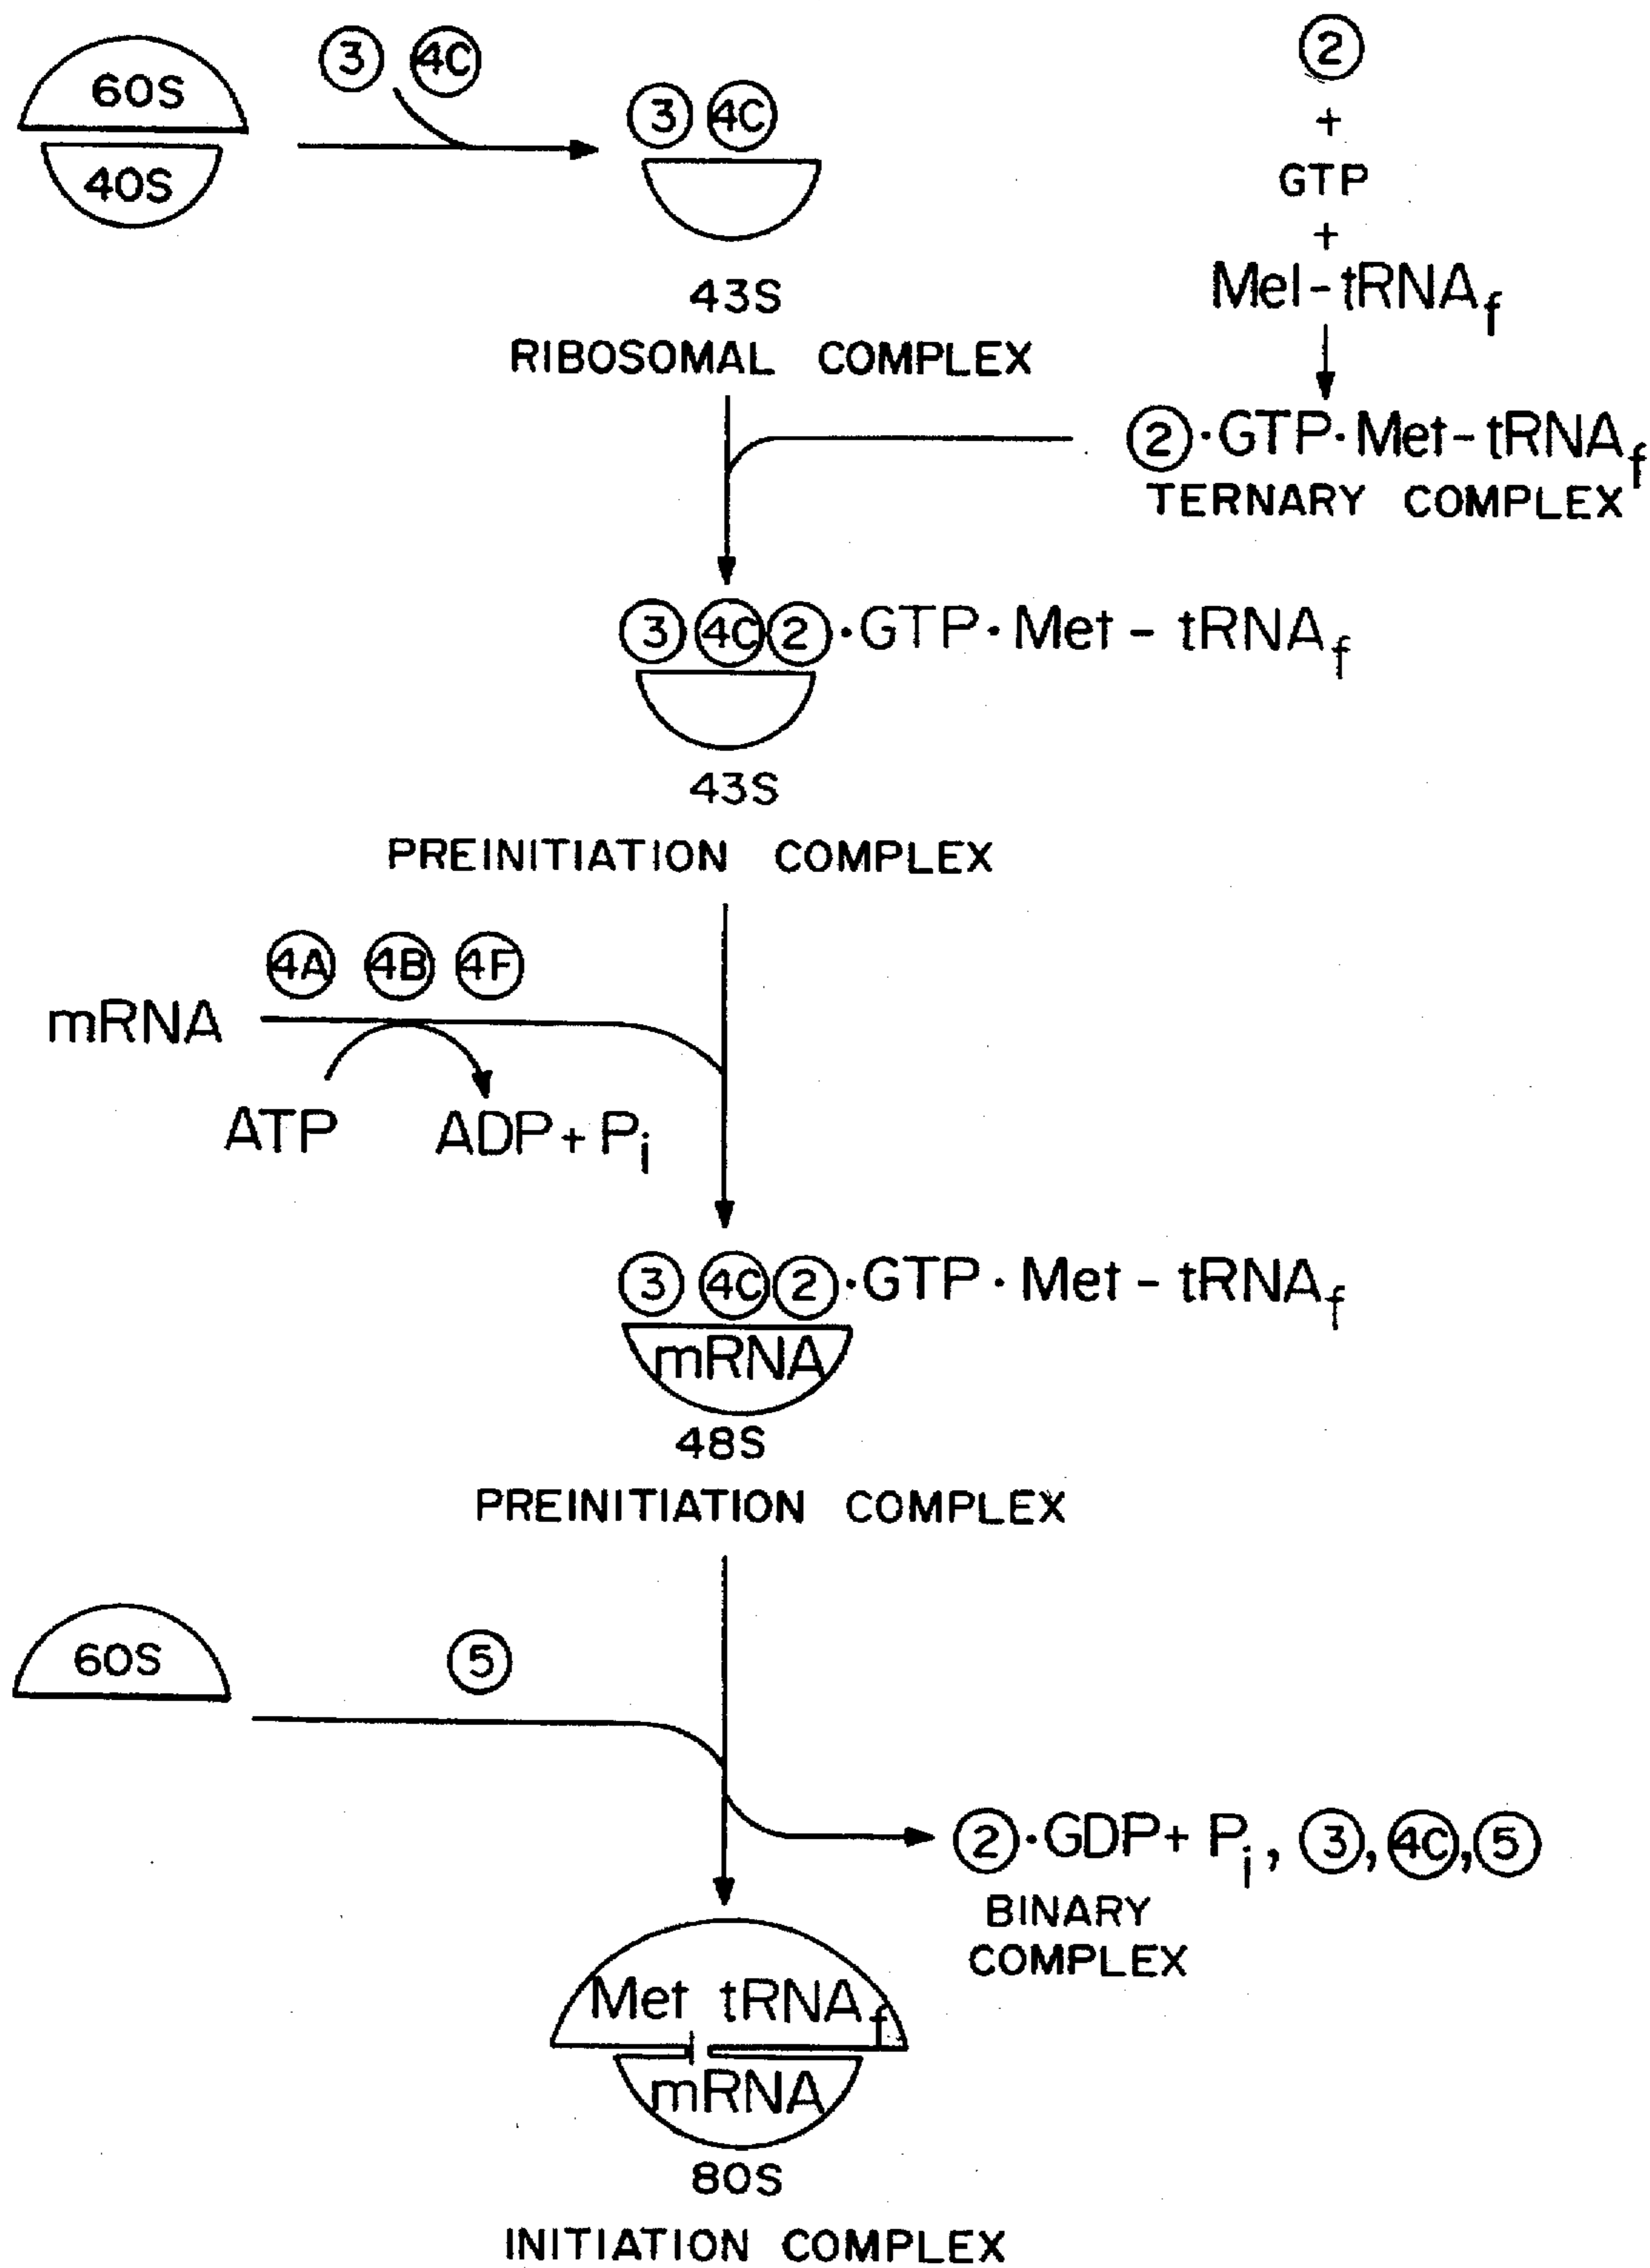 60S
40S
3 4C
3 4C
43S
RIBOSOMAL COMPLEX
2
+
GTP
+
Mel-tRNAf
2·GTP·Met-tRNAf
TERNARY COMPLEX
3 4C 2·GTP·Met-tRNAf
43S
PREINITIATION COMPLEX
4A 4B 4F
mRNA
ATP ADP+Pi
3 4C 2·GTP·Met-tRNAf
mRNA
48S
PREINITIATION COMPLEX
60S
5
2·GDP+Pi, 3, 4C, 5
BINARY
COMPLEX
Met tRNAf
mRNA
80S
INITIATION COMPLEX